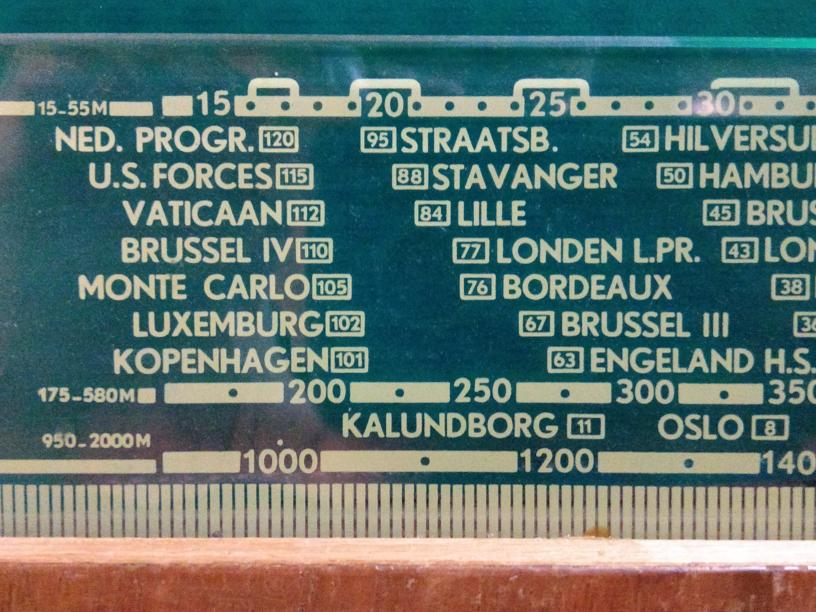 15-55M 15 20 25 30
NED. PROGR. 120 95 STRAATSB. 54
U.S. FORCES 115 88 STAVANGER 50
VATICAAN 112 84 LILLE 45
BRUSSEL IV 110 77 LONDEN L.PR. 43
MONTE CARLO 105 76 BORDEAUX 38
LUXEMBURG 102 67 BRUSSEL III
KOPENHAGEN 101 63 ENGELAND H.S.
175-580M 200 250 300 350
KALUNDBORG 11 OSLO 8
950-2000M
1000 1200